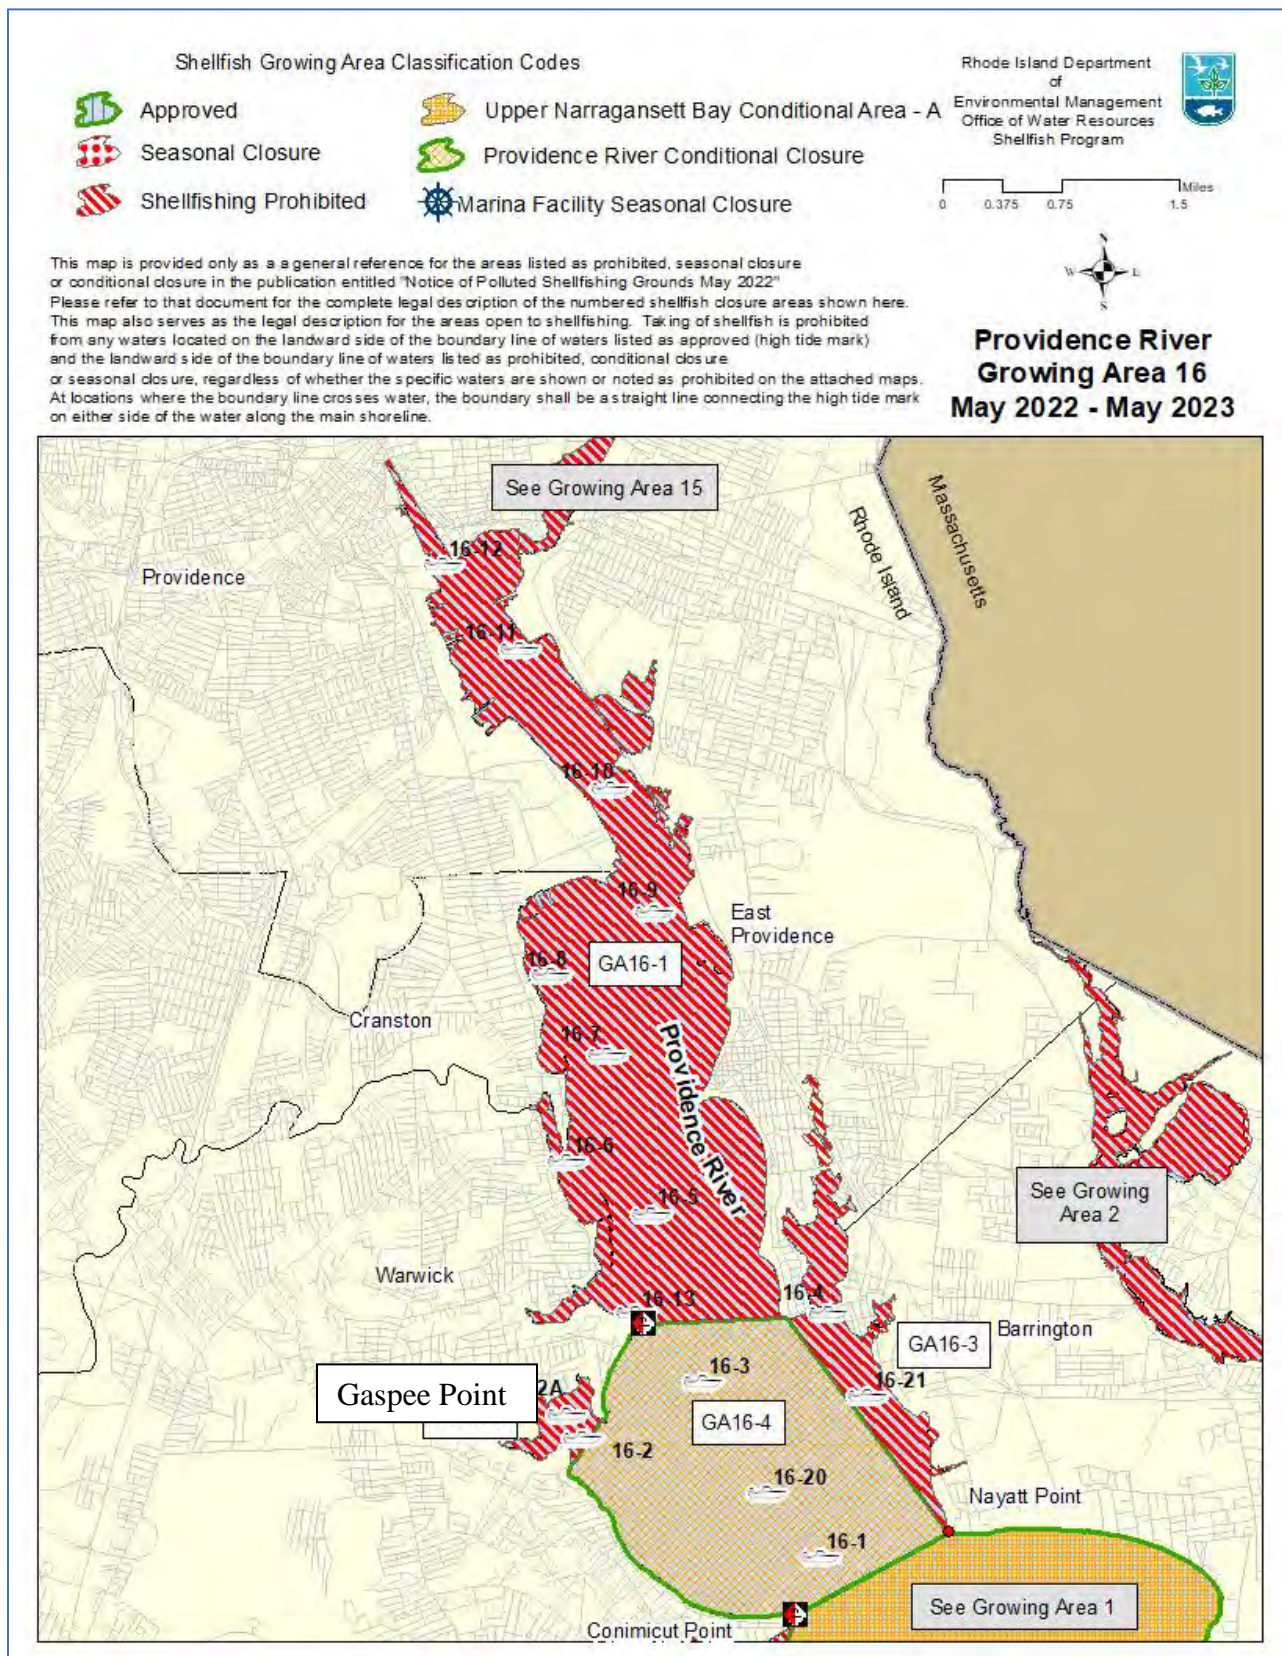 Shellfish Growing Area Classification Codes
Approved
Seasonal Closure
Shellfishing Prohibited
Upper Narragansett Bay Conditional Area - A
Providence River Conditional Closure
Marina Facility Seasonal Closure
Rhode Island Department
of
Environmental Management
Office of Water Resources
Shellfish Program
Miles
0 0.375 0.75 1.5
N
W E
S
This map is provided only as a a general reference for the areas listed as prohibited, seasonal closure
or conditional closure in the publication entitled "Notice of Polluted Shellfishing Grounds May 2022"
Please refer to that document for the complete legal description of the numbered shellfish closure areas shown here.
This map also serves as the legal description for the areas open to shellfishing. Taking of shellfish is prohibited
from any waters located on the landward side of the boundary line of waters listed as approved (high tide mark)
and the landward side of the boundary line of waters listed as prohibited, conditional closure
or seasonal closure, regardless of whether the specific waters are shown or noted as prohibited on the attached maps.
At locations where the boundary line crosses water, the boundary shall be a straight line connecting the high tide mark
on either side of the water along the main shoreline.
Providence River
Growing Area 16
May 2022 - May 2023
See Growing Area 15
Massachusetts
Rhode Island
16-12
Providence
16-11
16-10
16-9
East
Providence
16-8
GA16-1
Cranston
16-7
Providence River
16-6
16-5
See Growing
Area 2
Warwick
16-13
16-4
Barrington
GA16-3
16-3
16-21
Gaspee Point
2A
GA16-4
16-2
16-20
Nayatt Point
16-1
See Growing Area 1
Conimicut Point